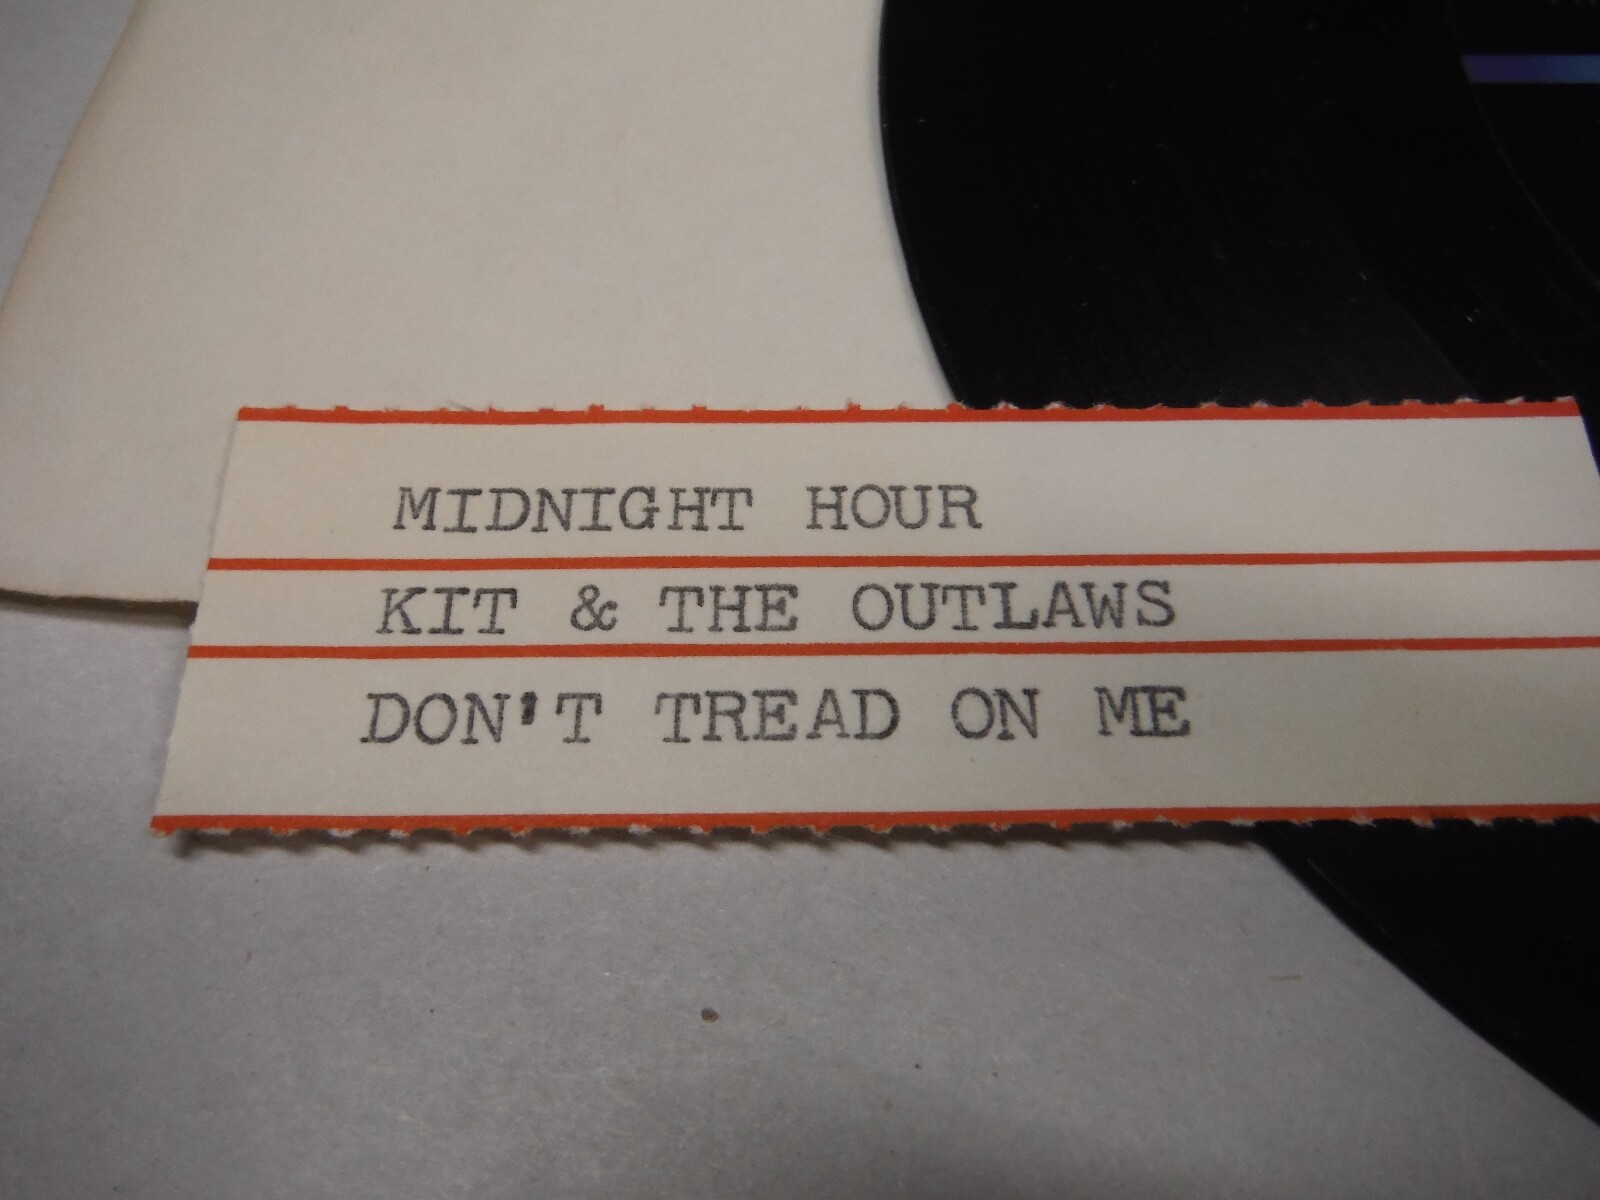 MIDNIGHT HOUR
KIT & THE OUTLAWS
DON'T TREAD ON ME